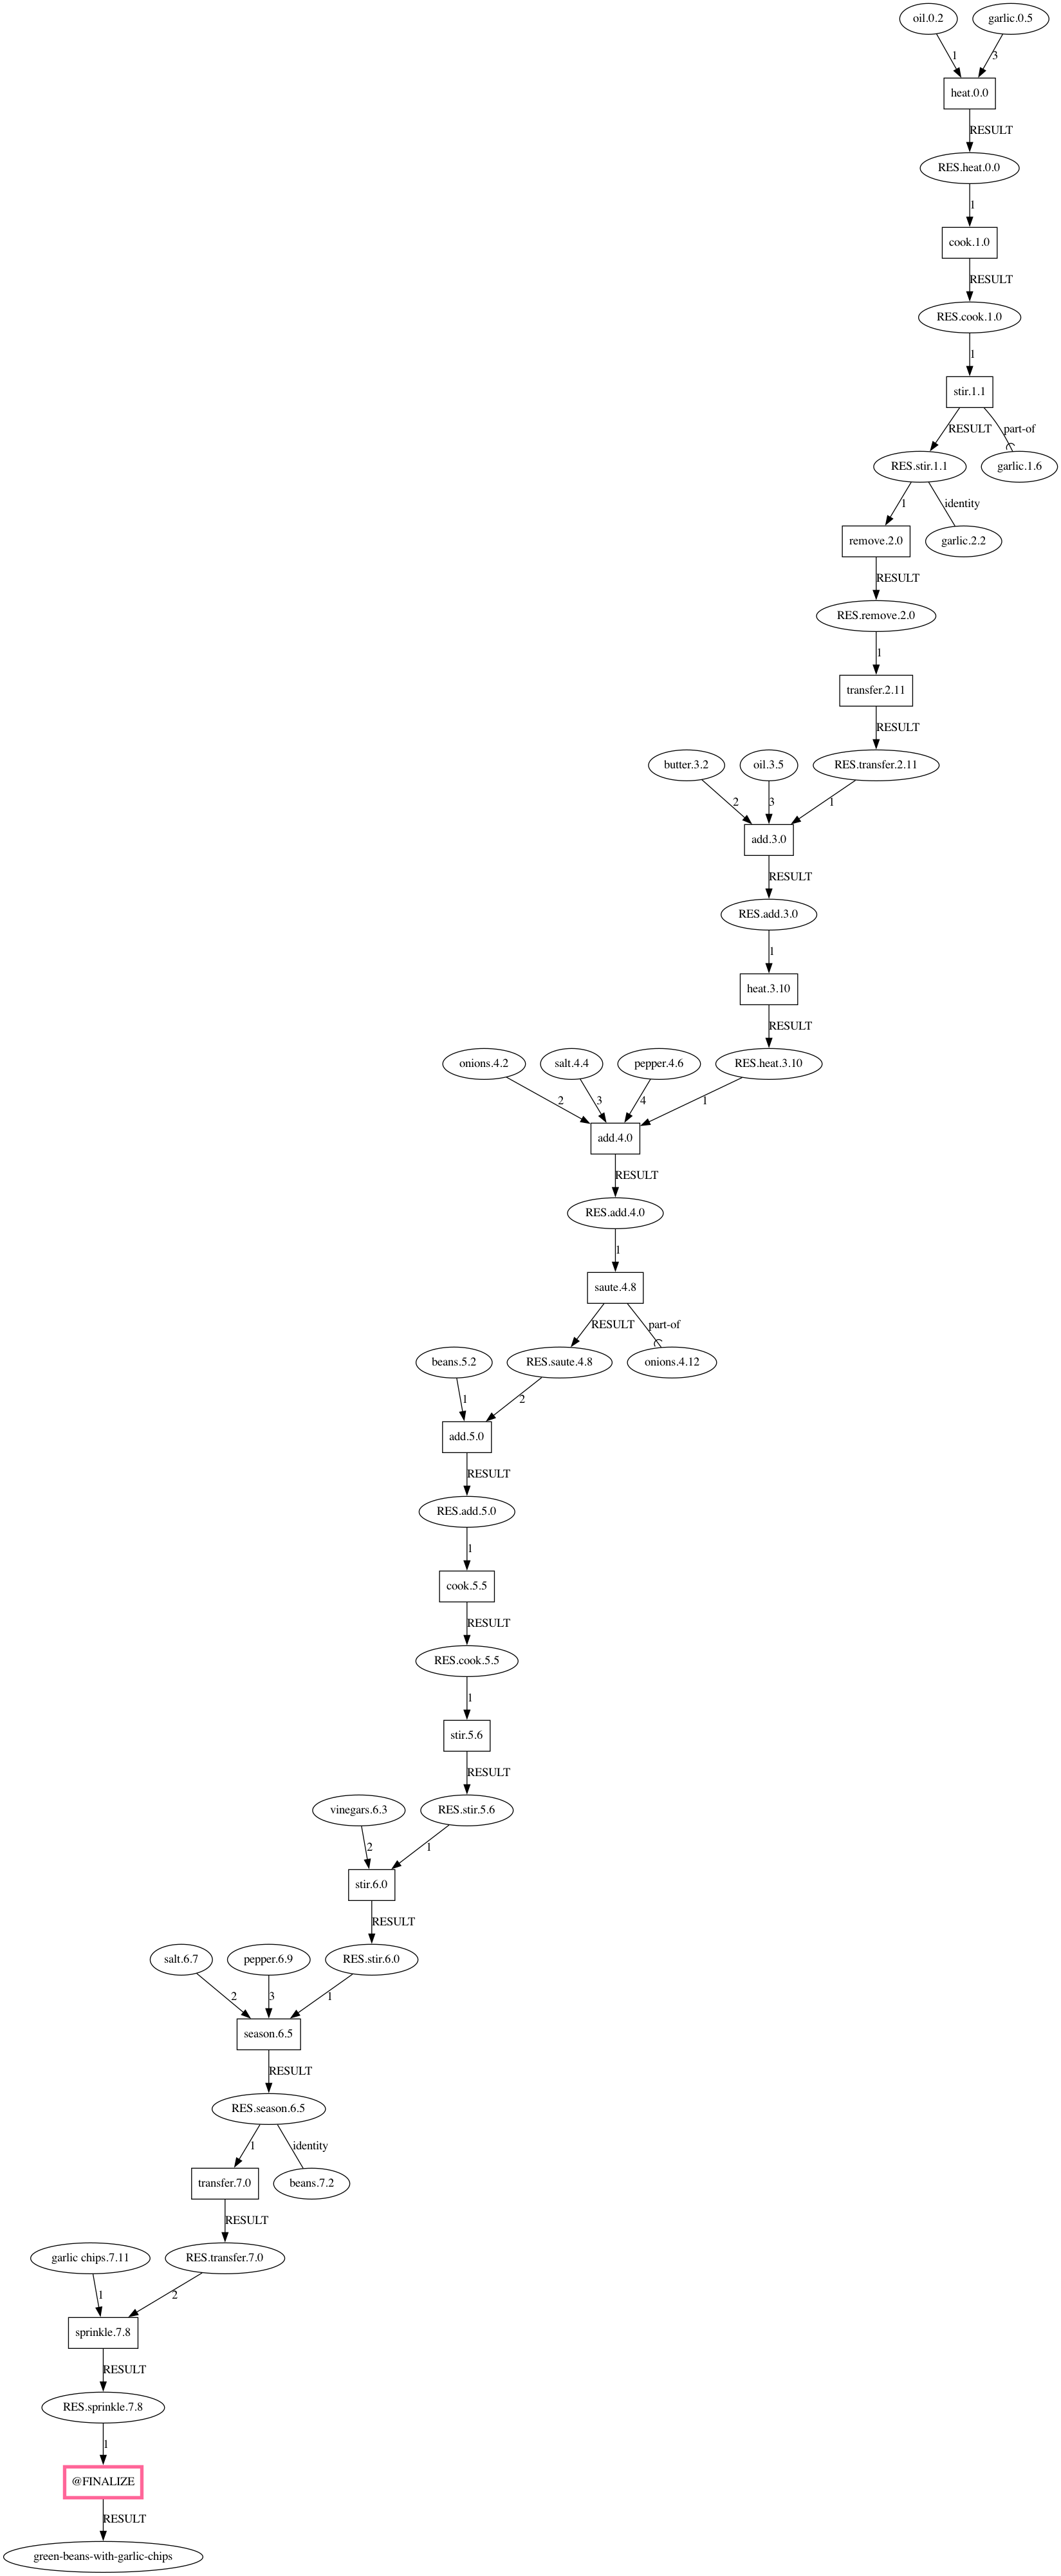 oil.0.2
garlic.0.5
1
3
heat.0.0
RESULT
RES.heat.0.0
1
cook.1.0
RESULT
RES.cook.1.0
1
stir.1.1
RESULT
part-of
RES.stir.1.1
garlic.1.6
1
identity
remove.2.0
garlic.2.2
RESULT
RES.remove.2.0
1
transfer.2.11
RESULT
butter.3.2
oil.3.5
RES.transfer.2.11
2
3
1
add.3.0
RESULT
RES.add.3.0
1
heat.3.10
RESULT
onions.4.2
salt.4.4
pepper.4.6
RES.heat.3.10
2
3
4
1
add.4.0
RESULT
RES.add.4.0
1
saute.4.8
RESULT
part-of
beans.5.2
RES.saute.4.8
onions.4.12
1
2
add.5.0
RESULT
RES.add.5.0
1
cook.5.5
RESULT
RES.cook.5.5
1
stir.5.6
RESULT
vinegars.6.3
RES.stir.5.6
2
1
stir.6.0
RESULT
salt.6.7
pepper.6.9
RES.stir.6.0
2
3
1
season.6.5
RESULT
RES.season.6.5
1
identity
transfer.7.0
beans.7.2
RESULT
garlic chips.7.11
RES.transfer.7.0
1
2
sprinkle.7.8
RESULT
RES.sprinkle.7.8
1
@FINALIZE
RESULT
green-beans-with-garlic-chips